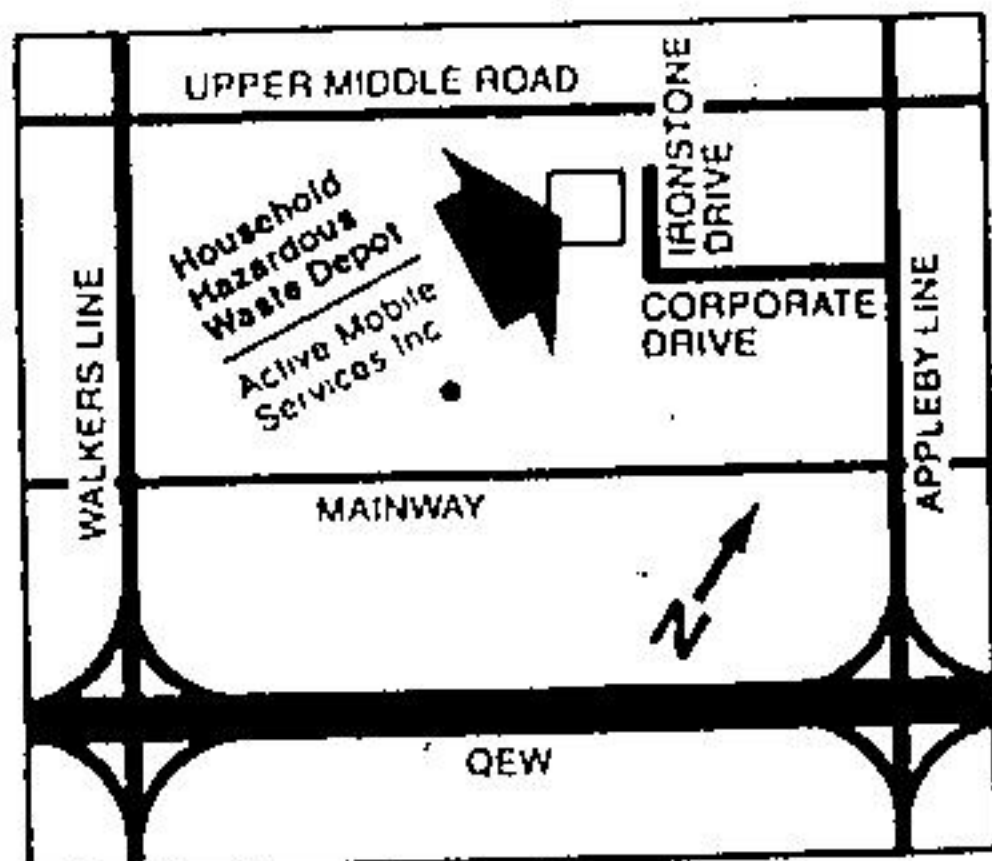 UPPER MIDDLE ROAD
IRONSTONE
DRIVE
Household
Hazardous
Waste Depot
Active Mobile
Services Inc
CORPORATE
DRIVE
WALKERS LINE
APPLEBY LINE
MAINWAY
N
QEW